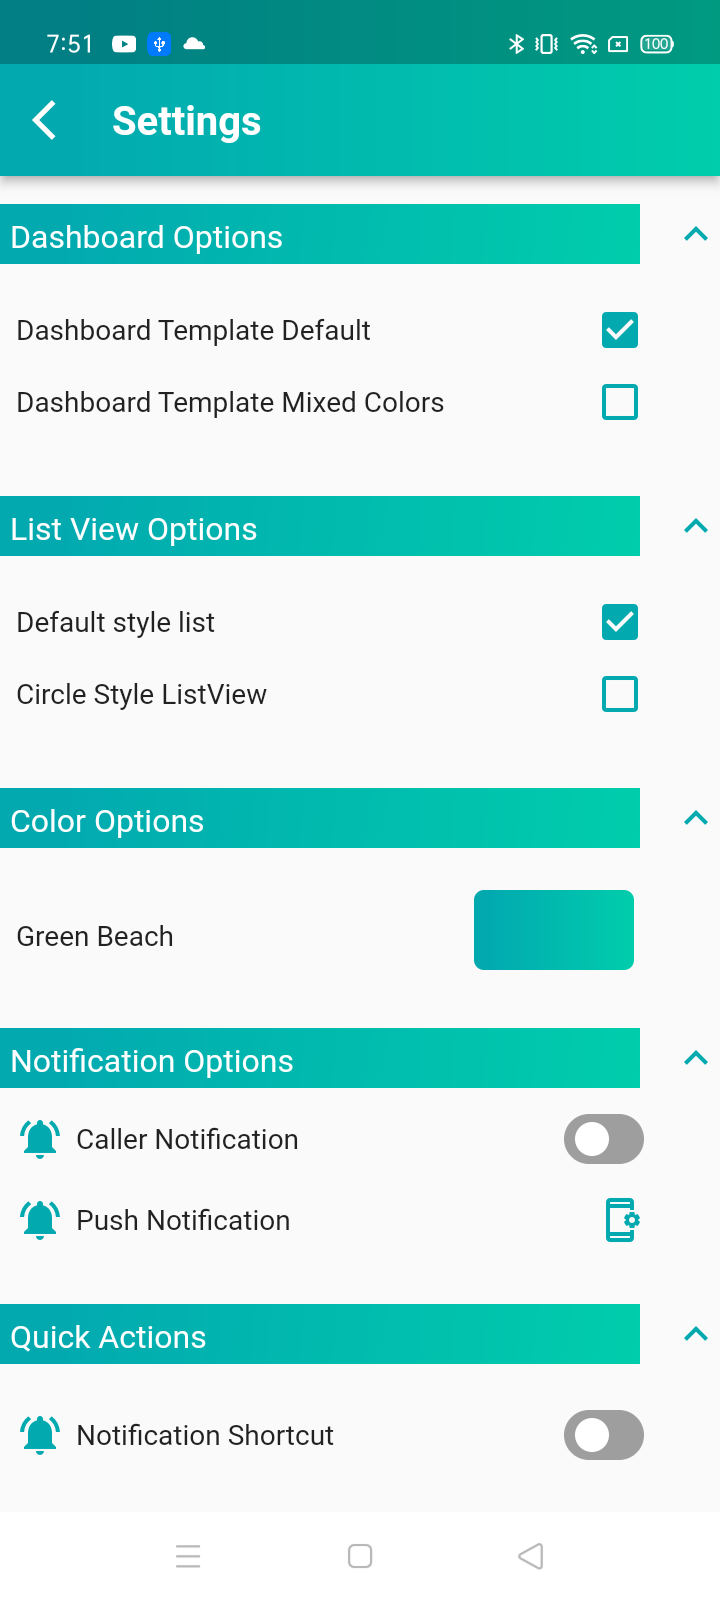 7:51
100
Settings
Dashboard Options
Dashboard Template Default
Dashboard Template Mixed Colors
List View Options
Default style list
Circle Style ListView
Color Options
Green Beach
Notification Options
Caller Notification
Push Notification
Quick Actions
Notification Shortcut